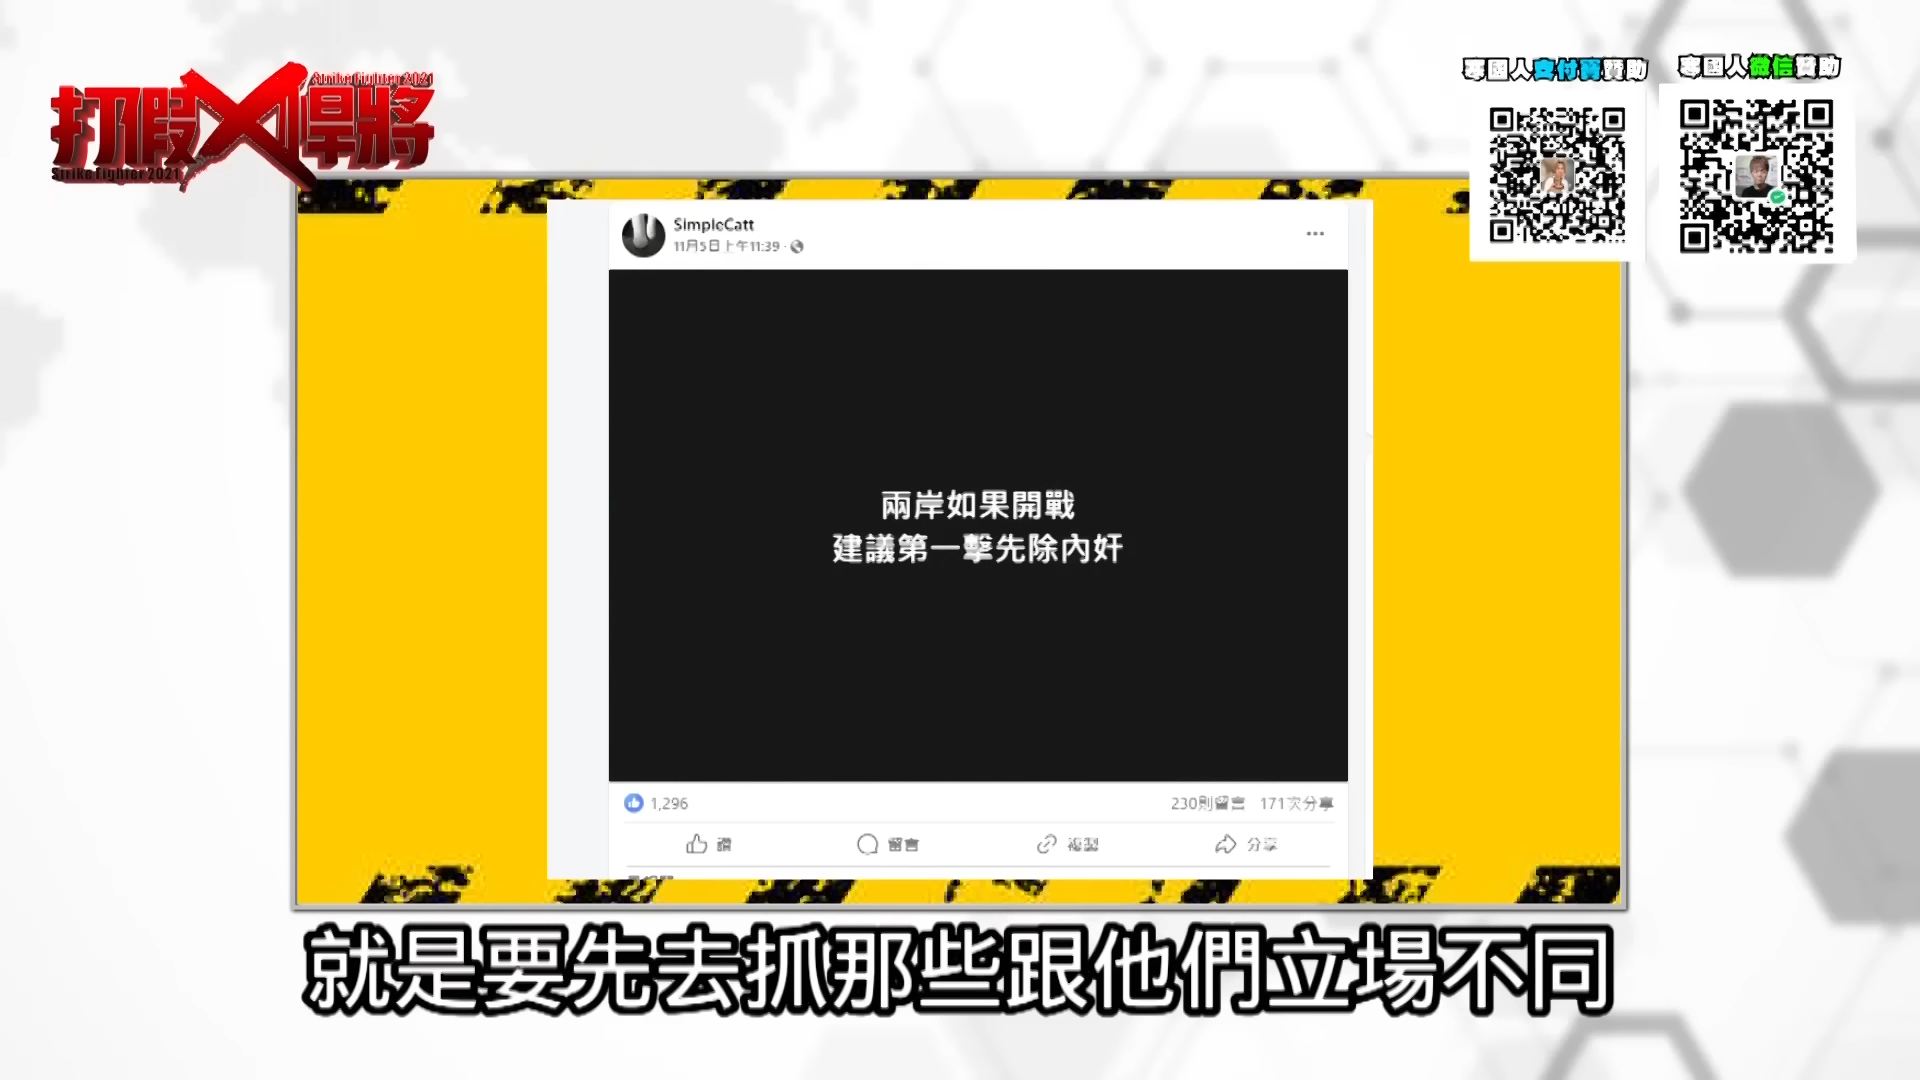 打假悍將
Strike Fighter 2021
Strike Fighter 2021
專國人支付寶贊助
專國人微信贊助
SimpleCatt
11月5日上午11:39
兩岸如果開戰
建議第一擊先除內奸
1,296
230則留言 171次分享
讚 留言 複製 分享
就是要先去抓那些跟他們立場不同